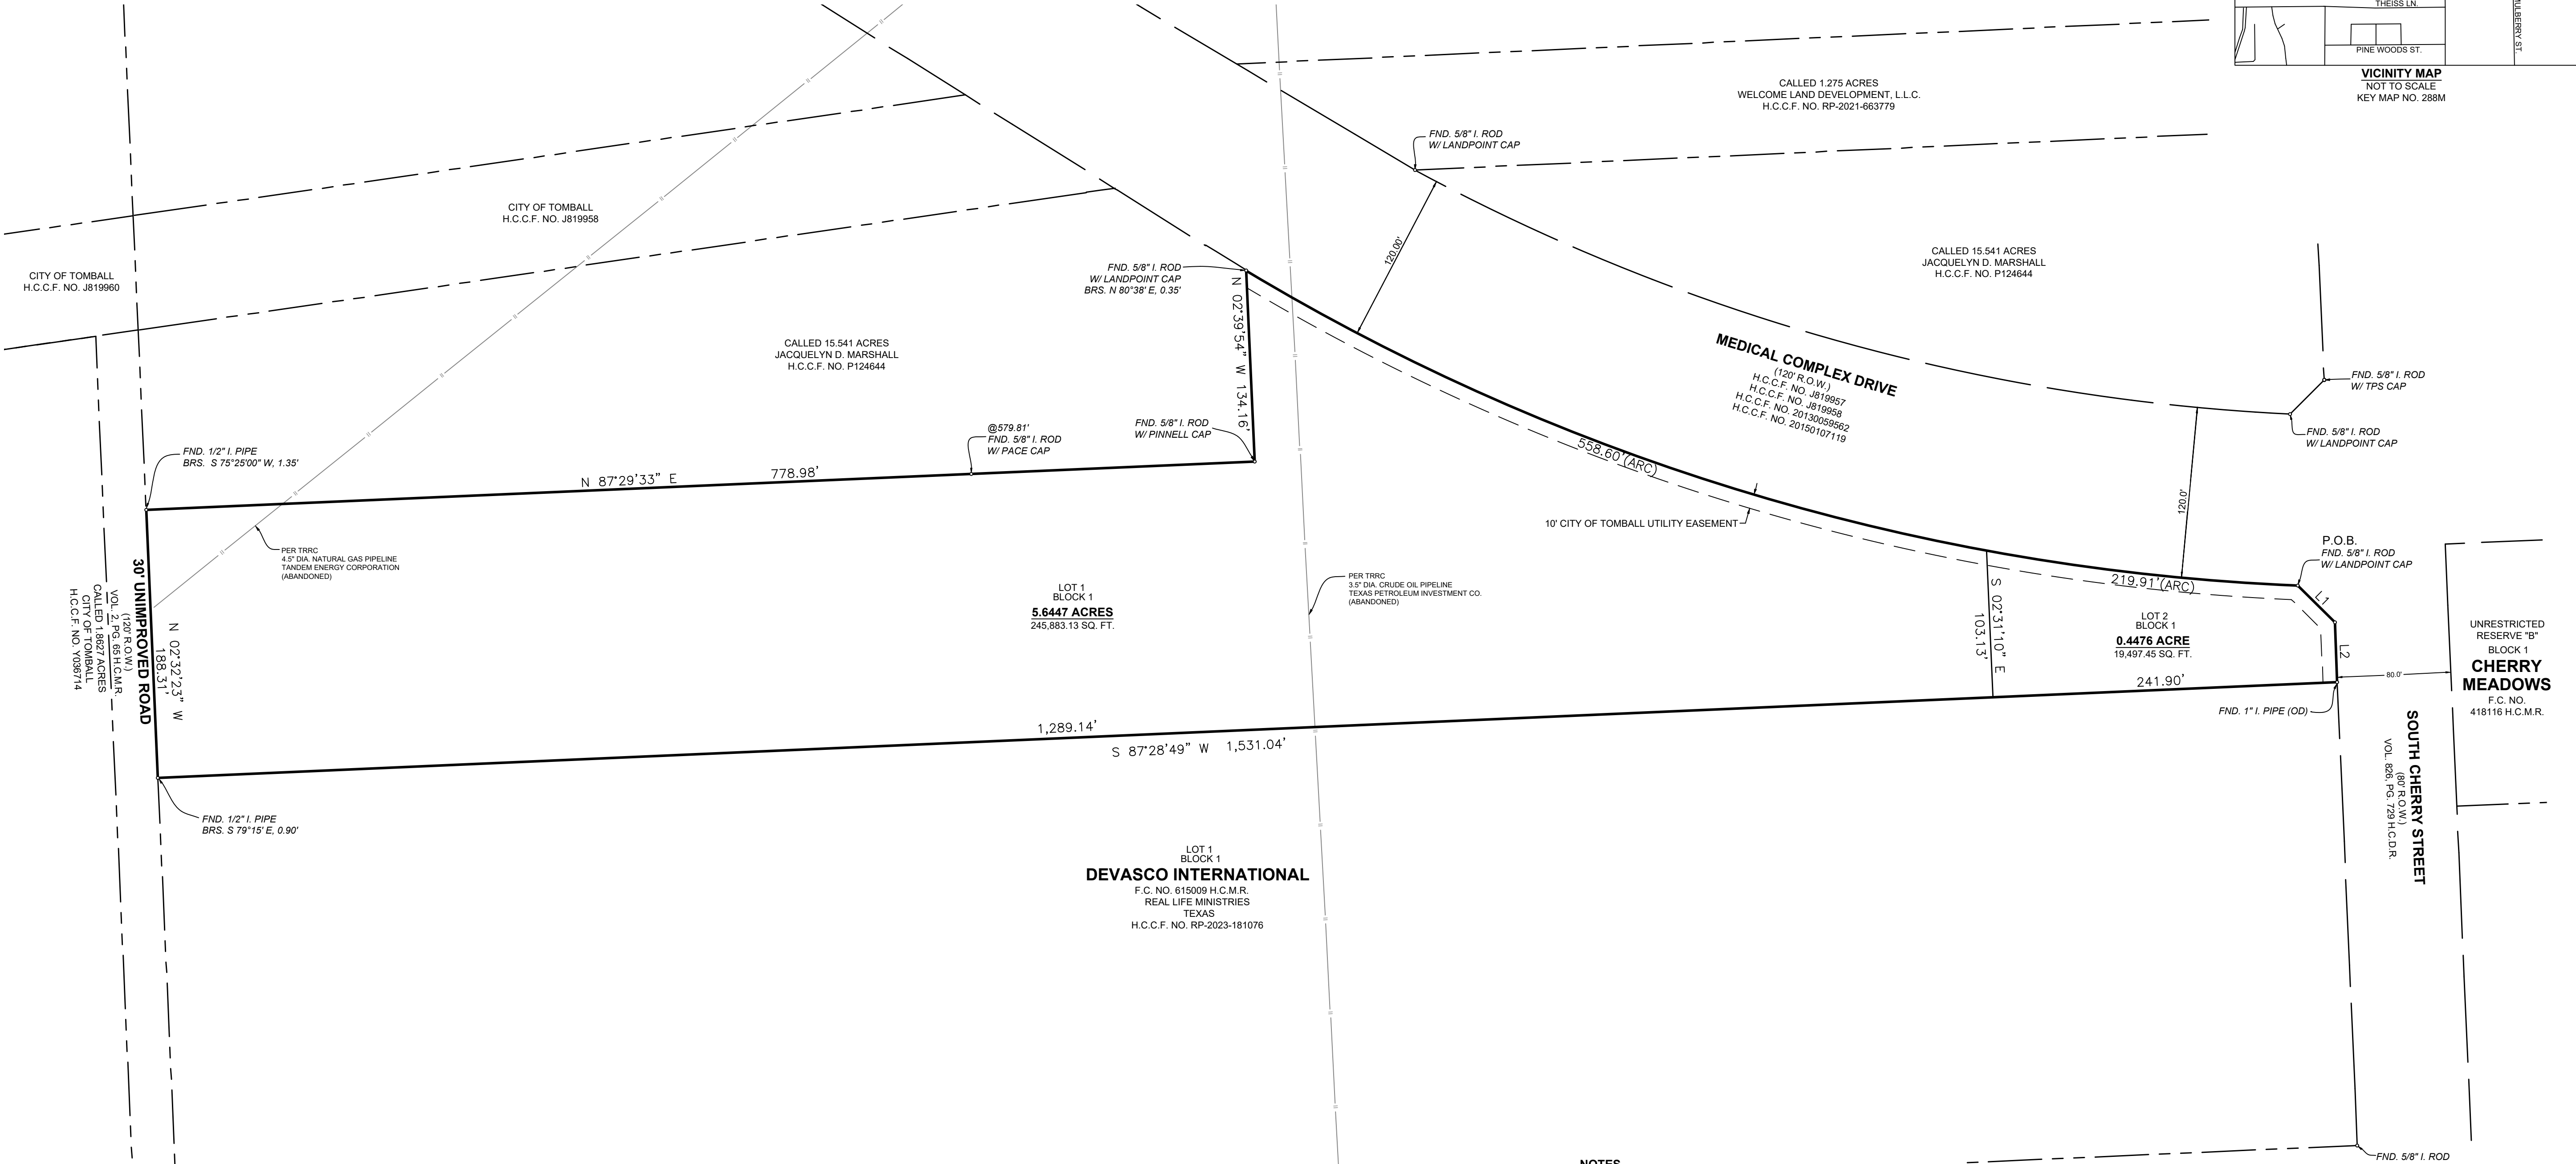 THEISS LN.
PINE WOODS ST.
MULBERRY ST.
VICINITY MAP
NOT TO SCALE
KEY MAP NO. 288M
CALLED 1.275 ACRES
WELCOME LAND DEVELOPMENT, L.L.C.
H.C.C.F. NO. RP-2021-663779
FND. 5/8" I. ROD
W/ LANDPOINT CAP
CITY OF TOMBALL
H.C.C.F. NO. J819958
CITY OF TOMBALL
H.C.C.F. NO. J819960
FND. 5/8" I. ROD
W/ LANDPOINT CAP
BRS. N 80°38' E, 0.35'
120.00'
CALLED 15.541 ACRES
JACQUELYN D. MARSHALL
H.C.C.F. NO. P124644
CALLED 15.541 ACRES
JACQUELYN D. MARSHALL
H.C.C.F. NO. P124644
N 02°39'54" W 134.16'
MEDICAL COMPLEX DRIVE
(120' R.O.W.)
H.C.C.F. NO. J819957
H.C.C.F. NO. J819958
H.C.C.F. NO. 20130059562
H.C.C.F. NO. 20150107119
FND. 5/8" I. ROD
W/ TPS CAP
FND. 5/8" I. ROD
W/ LANDPOINT CAP
FND. 1/2" I. PIPE
BRS. S 75°25'00" W, 1.35'
@579.81'
FND. 5/8" I. ROD
W/ PACE CAP
FND. 5/8" I. ROD
W/ PINNELL CAP
N 87°29'33" E 778.98'
558.60'(ARC)
120.0'
10' CITY OF TOMBALL UTILITY EASEMENT
P.O.B.
FND. 5/8" I. ROD
W/ LANDPOINT CAP
PER TRRC
4.5" DIA. NATURAL GAS PIPELINE
TANDEM ENERGY CORPORATION
(ABANDONED)
PER TRRC
3.5" DIA. CRUDE OIL PIPELINE
TEXAS PETROLEUM INVESTMENT CO.
(ABANDONED)
LOT 1
BLOCK 1
5.6447 ACRES
245,883.13 SQ. FT.
219.91'(ARC)
L1
L2
S 02°31'10" E
103.13'
LOT 2
BLOCK 1
0.4476 ACRE
19,497.45 SQ. FT.
241.90'
80.0'
UNRESTRICTED
RESERVE "B"
BLOCK 1
CHERRY
MEADOWS
F.C. NO.
418116 H.C.M.R.
30' UNIMPROVED ROAD
(120' R.O.W.)
VOL. 2, PG. 65 H.C.M.R.
CALLED 1.8627 ACRES
CITY OF TOMBALL
H.C.C.F. NO. Y036714
N 02°32'23" W
188.31'
1,289.14'
S 87°28'49" W 1,531.04'
FND. 1" I. PIPE (OD)
SOUTH CHERRY STREET
(80' R.O.W.)
VOL. 826, PG. 729 H.C.D.R.
FND. 1/2" I. PIPE
BRS. S 79°15' E, 0.90'
LOT 1
BLOCK 1
DEVASCO INTERNATIONAL
F.C. NO. 615009 H.C.M.R.
REAL LIFE MINISTRIES
TEXAS
H.C.C.F. NO. RP-2023-181076
FND. 5/8" I. ROD
NOTES